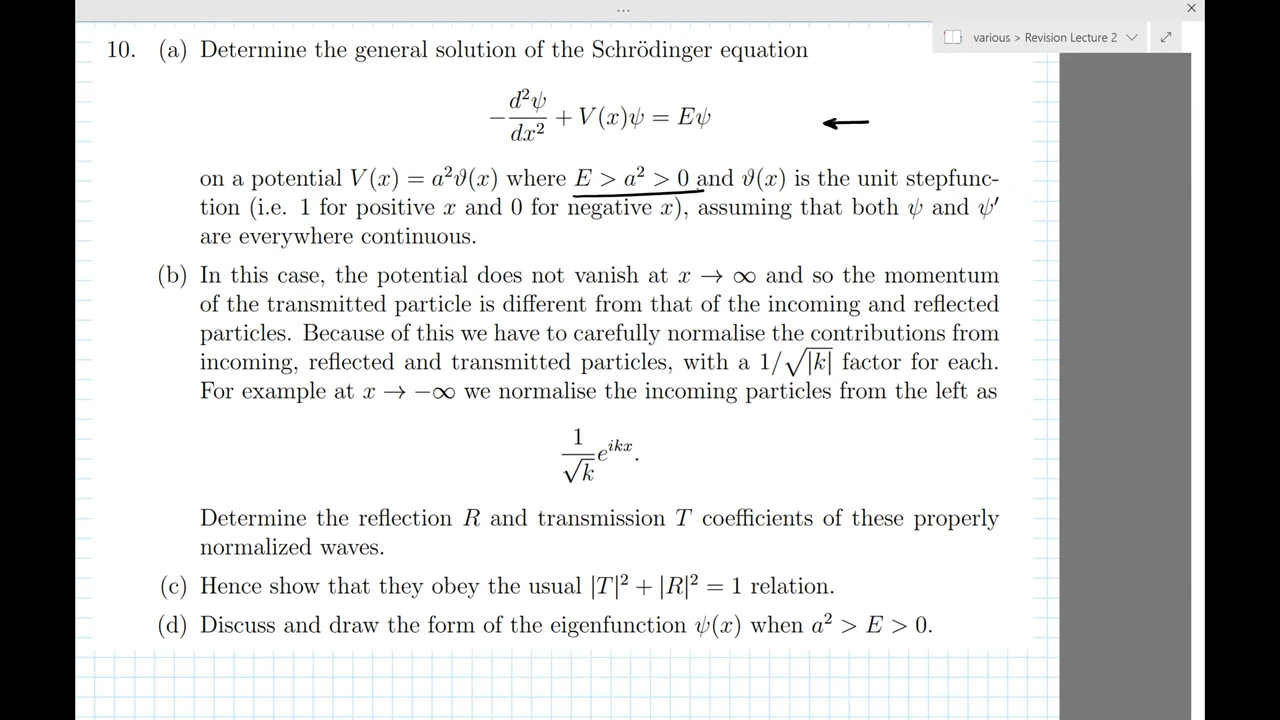 various > Revision Lecture 2
10. (a) Determine the general solution of the Schrödinger equation
−d²ψ/dx² + V(x)ψ = Eψ
on a potential V(x) = a²ϑ(x) where E > a² > 0 and ϑ(x) is the unit stepfunc-
tion (i.e. 1 for positive x and 0 for negative x), assuming that both ψ and ψ′
are everywhere continuous.
(b) In this case, the potential does not vanish at x → ∞ and so the momentum
of the transmitted particle is different from that of the incoming and reflected
particles. Because of this we have to carefully normalise the contributions from
incoming, reflected and transmitted particles, with a 1/√|k| factor for each.
For example at x → −∞ we normalise the incoming particles from the left as
1/√k e^{ikx}.
Determine the reflection R and transmission T coefficients of these properly
normalized waves.
(c) Hence show that they obey the usual |T|² + |R|² = 1 relation.
(d) Discuss and draw the form of the eigenfunction ψ(x) when a² > E > 0.